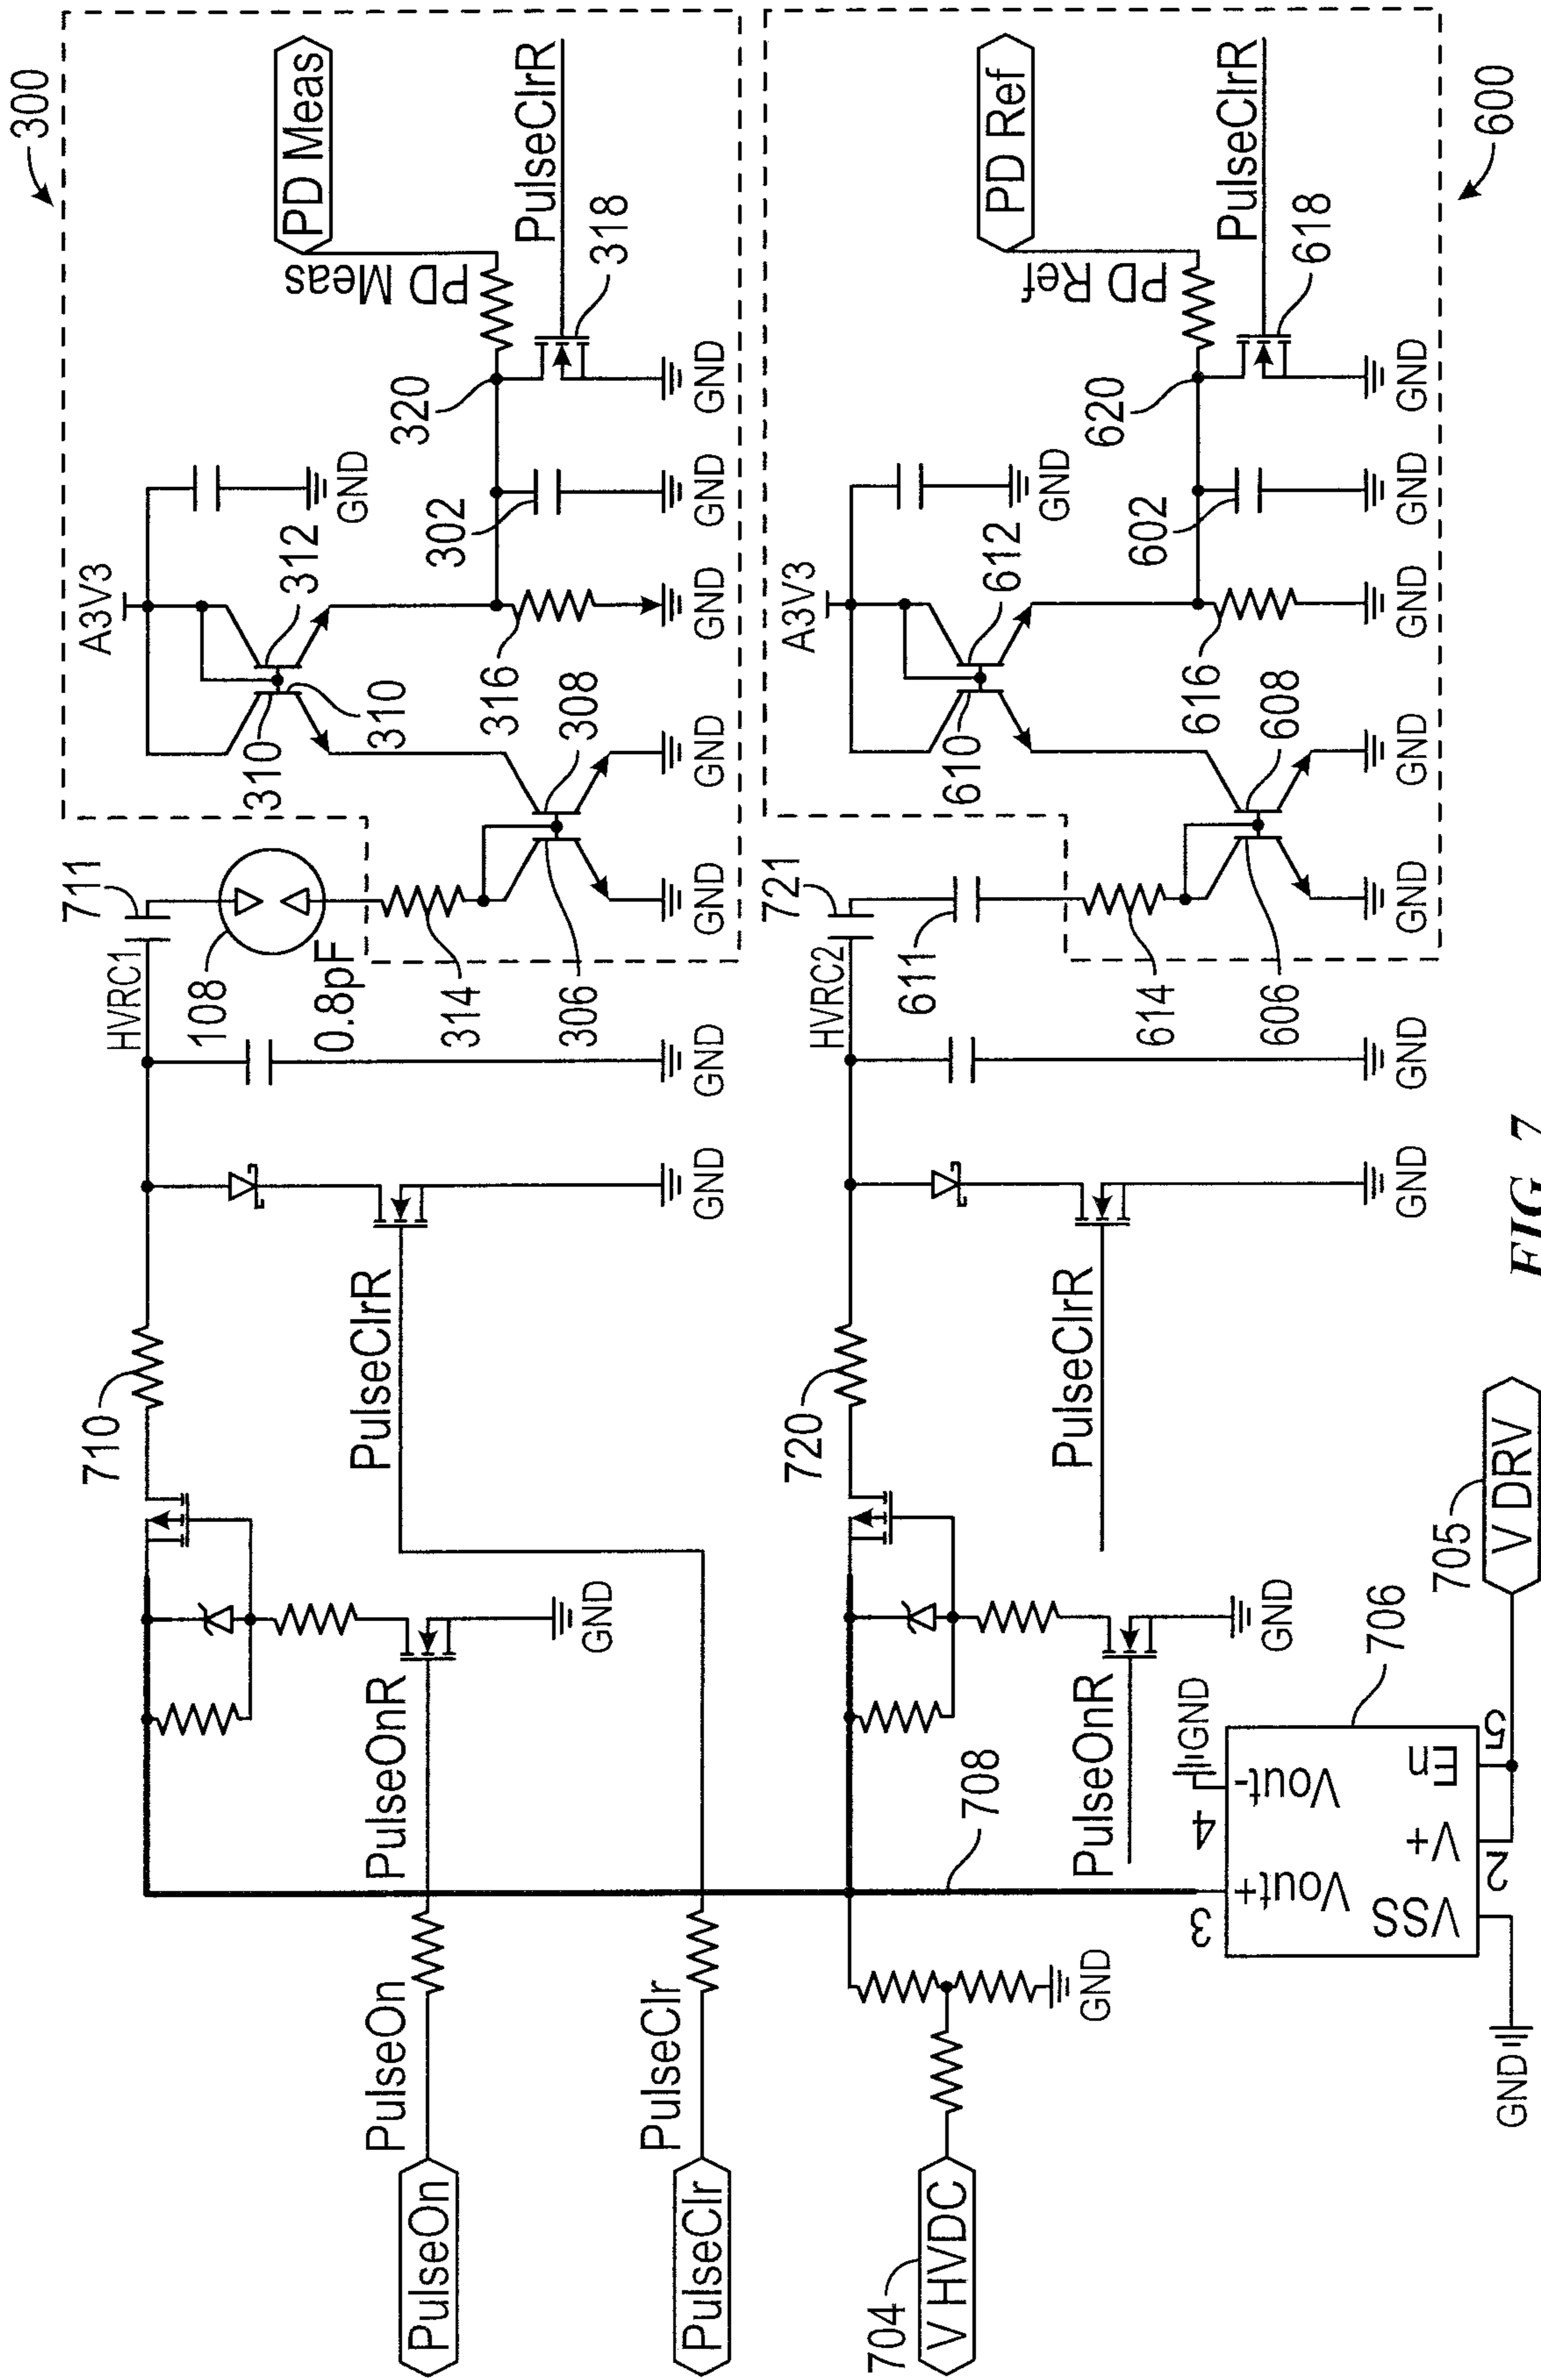 300
PD Meas
PD Meas
PulseClrR
318
320
GND
A3V3
GND
312
302
GND
310
310
316
GND
308
GND
711
HVRC1
108
0.8pF
314
306
GND
GND
GND
710
PulseClrR
GND
PulseOnR
PulseOn
PulseOn
PulseClr
PulseClr
600
PD Ref
PD Ref
PulseClrR
618
620
GND
A3V3
GND
612
602
GND
610
616
GND
608
GND
721
HVRC2
611
614
606
GND
GND
GND
720
PulseClrR
GND
PulseOnR
708
GND
704
V HVDC
705
V DRV
706
GND
Vout-
4
Vout+
3
En
5
V+
2
VSS
GND
FIG. 7